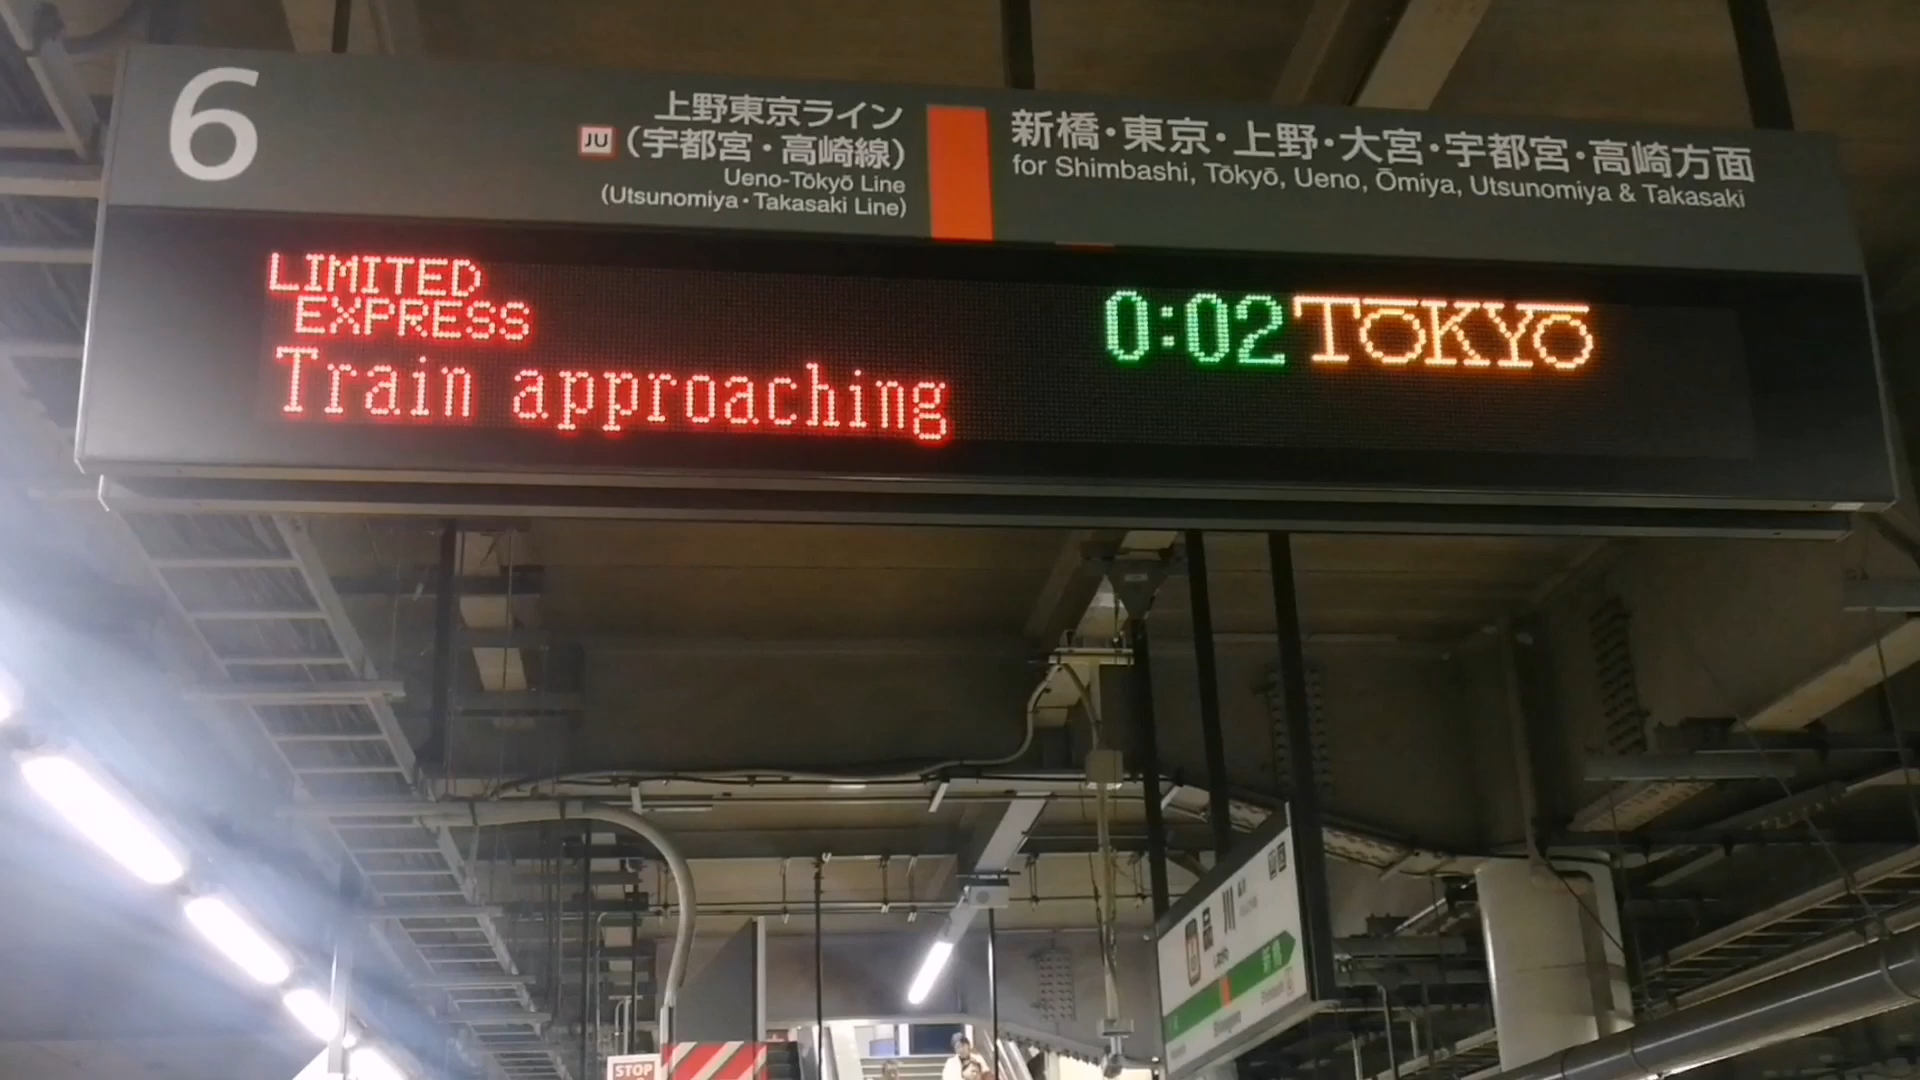 6
上野東京ライン
JU (宇都宮・高崎線)
Ueno-Tōkyō Line
(Utsunomiya・Takasaki Line)
新橋・東京・上野・大宮・宇都宮・高崎方面
for Shimbashi, Tōkyō, Ueno, Ōmiya, Utsunomiya & Takasaki
LIMITED
EXPRESS
0:02 TŌKYŌ
Train approaching
品川
新橋
STOP